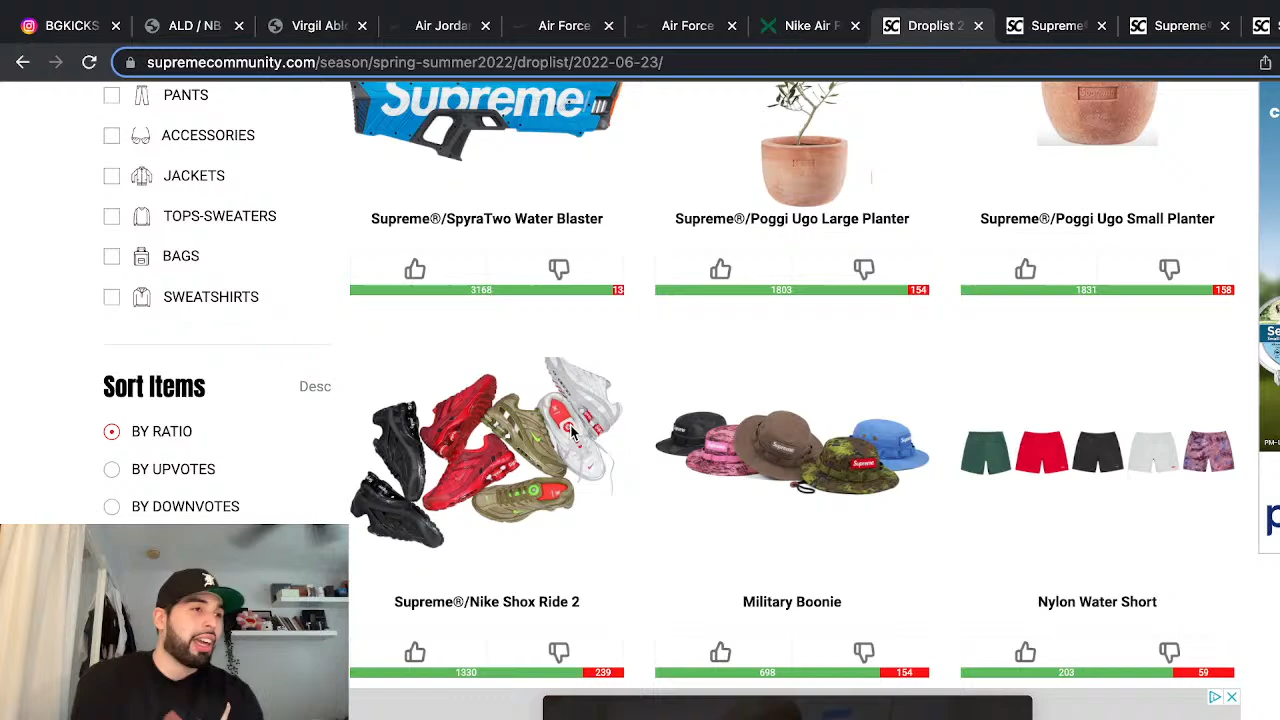 BGKICKS
ALD / NB
Virgil Abl
Air Jordar
Air Force
Air Force
Nike Air F
Droplist 2
Supreme
Supreme
supremecommunity.com/season/spring-summer2022/droplist/2022-06-23/
PANTS
ACCESSORIES
JACKETS
TOPS-SWEATERS
BAGS
SWEATSHIRTS
Sort Items
Desc
BY RATIO
BY UPVOTES
BY DOWNVOTES
Supreme
Supreme®/SpyraTwo Water Blaster
Supreme®/Poggi Ugo Large Planter
Supreme®/Poggi Ugo Small Planter
3168
13
1803
154
1831
158
Supreme
Supreme
Supreme®/Nike Shox Ride 2
Military Boonie
Nylon Water Short
1330
239
698
154
203
59